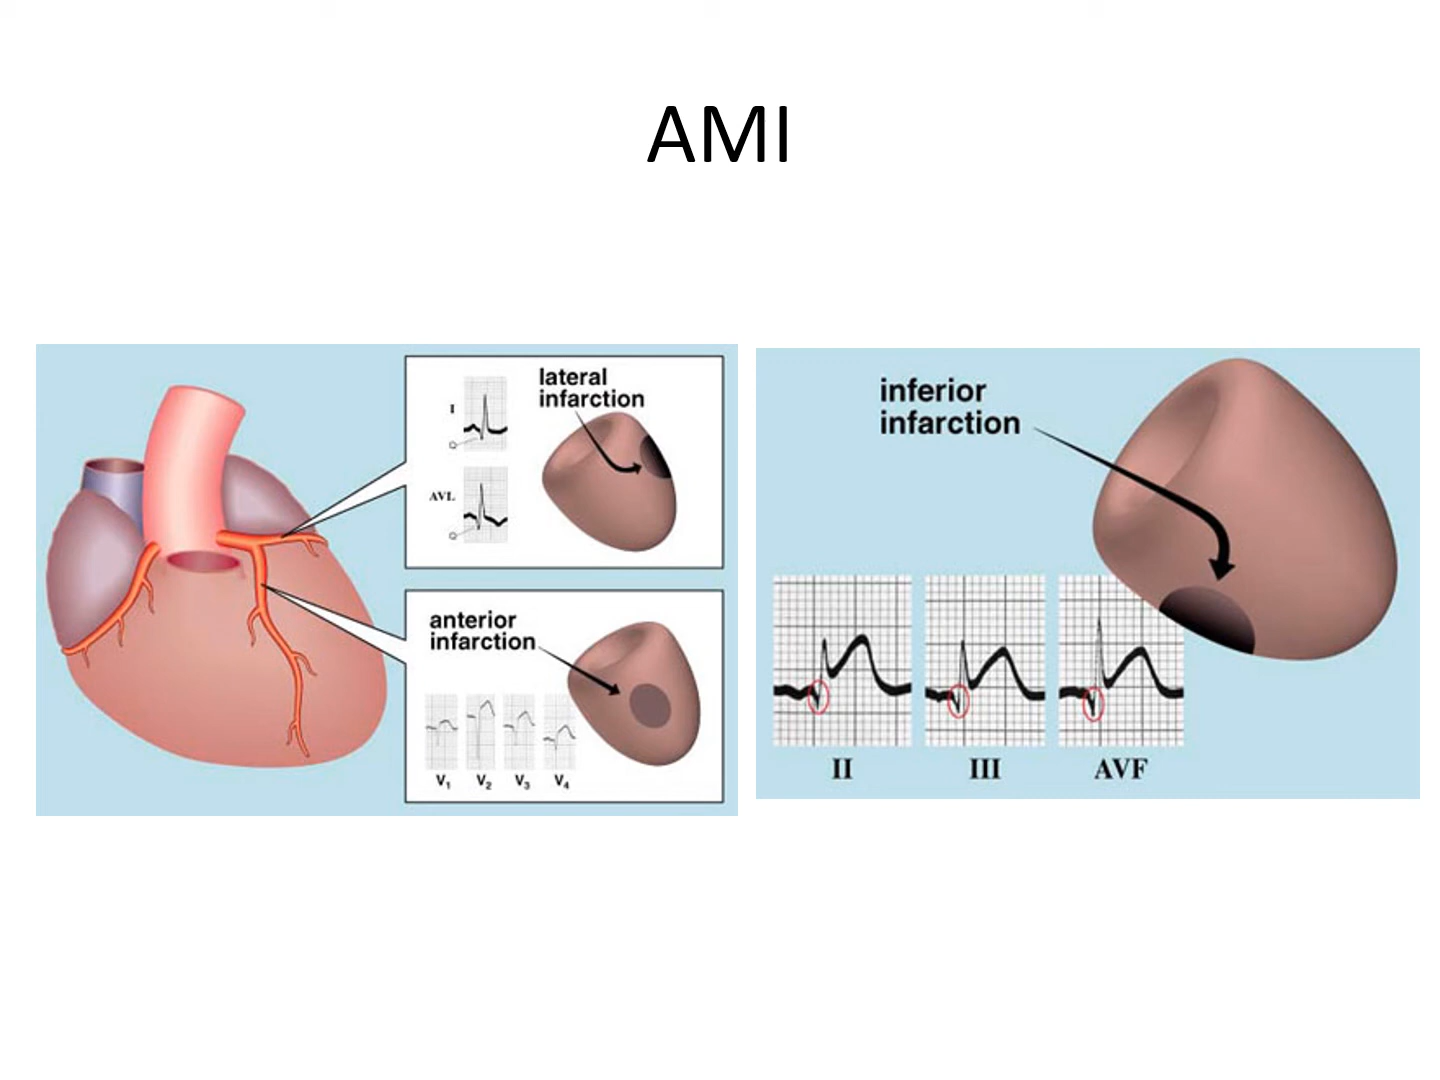 AMI
lateral
infarction
I
Q
AVL
Q
anterior
infarction
V1 V2 V3 V4
inferior
infarction
II III AVF